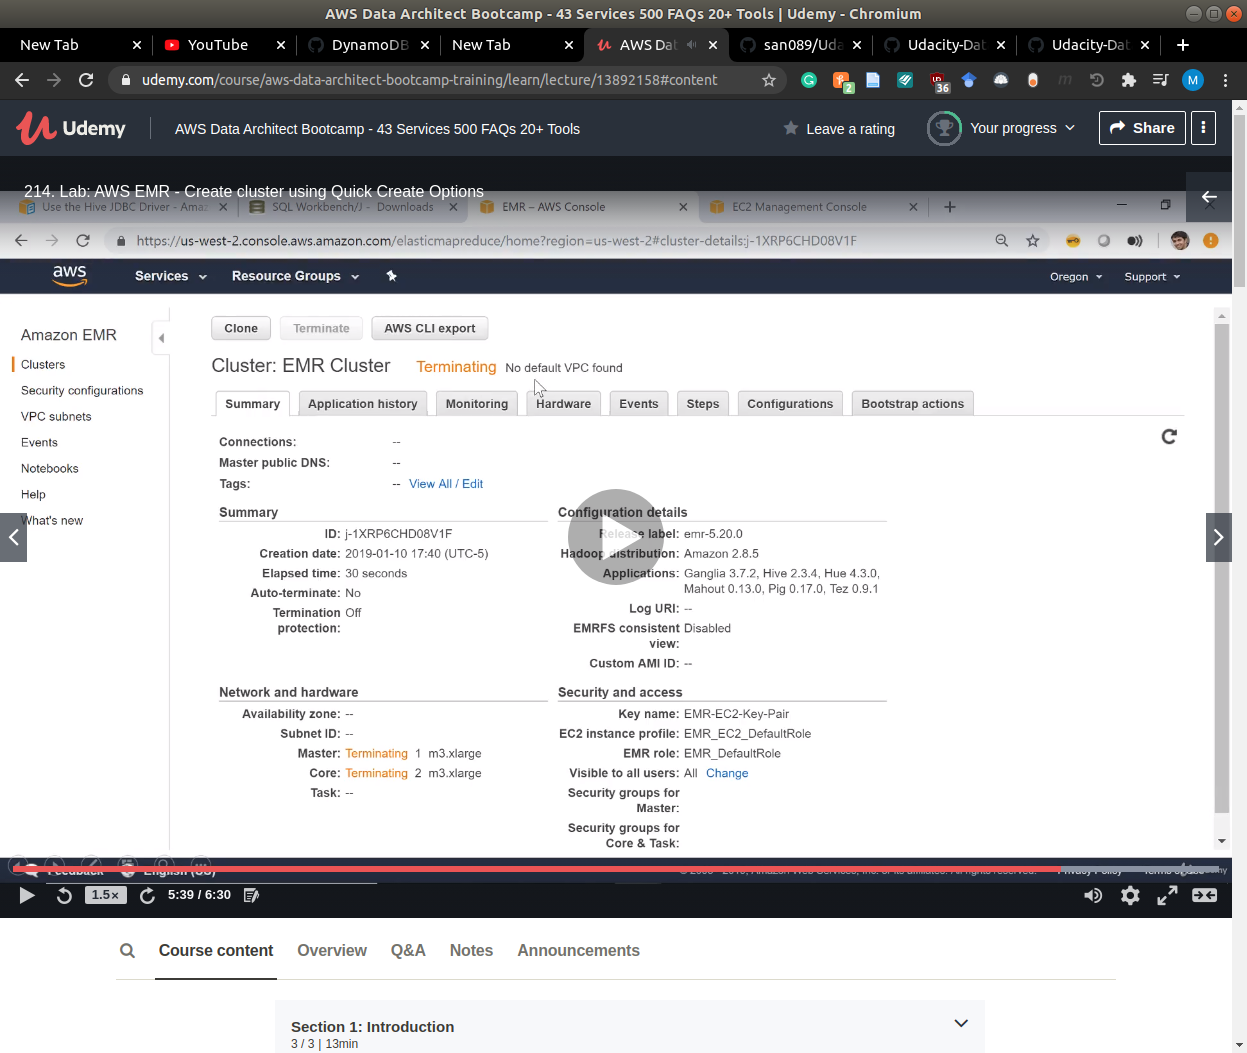 AWS Data Architect Bootcamp - 43 Services 500 FAQs 20+ Tools | Udemy - Chromium
New Tab
YouTube
DynamoDB
New Tab
AWS Dat
san089/Uda
Udacity-Dat
Udacity-Dat
udemy.com/course/aws-data-architect-bootcamp-training/learn/lecture/13892158#content
2
36
M
Udemy
AWS Data Architect Bootcamp - 43 Services 500 FAQs 20+ Tools
Leave a rating
Your progress
Share
214. Lab: AWS EMR - Create cluster using Quick Create Options
Use the Hive JDBC Driver - Amaz
SQL Workbench/J - Downloads
EMR – AWS Console
EC2 Management Console
https://us-west-2.console.aws.amazon.com/elasticmapreduce/home?region=us-west-2#cluster-details:j-1XRP6CHD08V1F
aws
Services
Resource Groups
Oregon
Support
Amazon EMR
Clusters
Security configurations
VPC subnets
Events
Notebooks
Help
What's new
Clone
Terminate
AWS CLI export
Cluster: EMR Cluster
Terminating
No default VPC found
Summary
Application history
Monitoring
Hardware
Events
Steps
Configurations
Bootstrap actions
Connections: --
Master public DNS: --
Tags: -- View All / Edit
Summary
ID: j-1XRP6CHD08V1F
Creation date: 2019-01-10 17:40 (UTC-5)
Elapsed time: 30 seconds
Auto-terminate: No
Termination Off
protection:
Configuration details
Release label: emr-5.20.0
Hadoop distribution: Amazon 2.8.5
Applications: Ganglia 3.7.2, Hive 2.3.4, Hue 4.3.0,
Mahout 0.13.0, Pig 0.17.0, Tez 0.9.1
Log URI: --
EMRFS consistent Disabled
view:
Custom AMI ID: --
Network and hardware
Availability zone: --
Subnet ID: --
Master: Terminating 1 m3.xlarge
Core: Terminating 2 m3.xlarge
Task: --
Security and access
Key name: EMR-EC2-Key-Pair
EC2 instance profile: EMR_EC2_DefaultRole
EMR role: EMR_DefaultRole
Visible to all users: All Change
Security groups for
Master:
Security groups for
Core & Task:
Feedback
English (US)
Privacy Policy
1.5×
5:39 / 6:30
Course content
Overview
Q&A
Notes
Announcements
Section 1: Introduction
3 / 3 | 13min